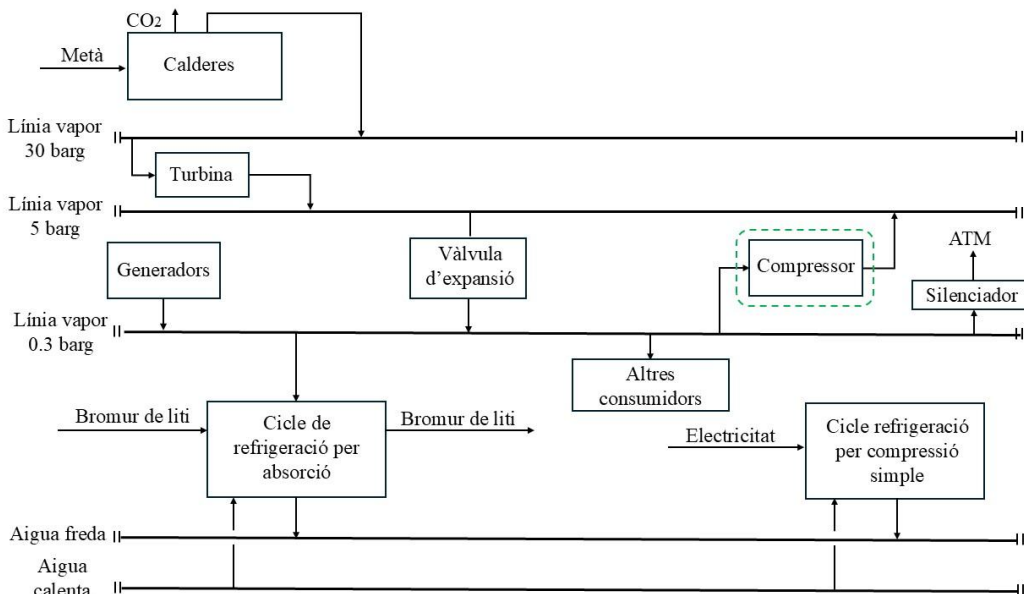 CO2
Metà
Calderes
Línia vapor
30 barg
Turbina
Línia vapor
5 barg
Generadors
Vàlvula
d’expansió
Compressor
ATM
Silenciador
Línia vapor
0.3 barg
Altres
consumidors
Bromur de liti
Cicle de
refrigeració per
absorció
Bromur de liti
Electricitat
Cicle refrigeració
per compressió
simple
Aigua freda
Aigua
calenta